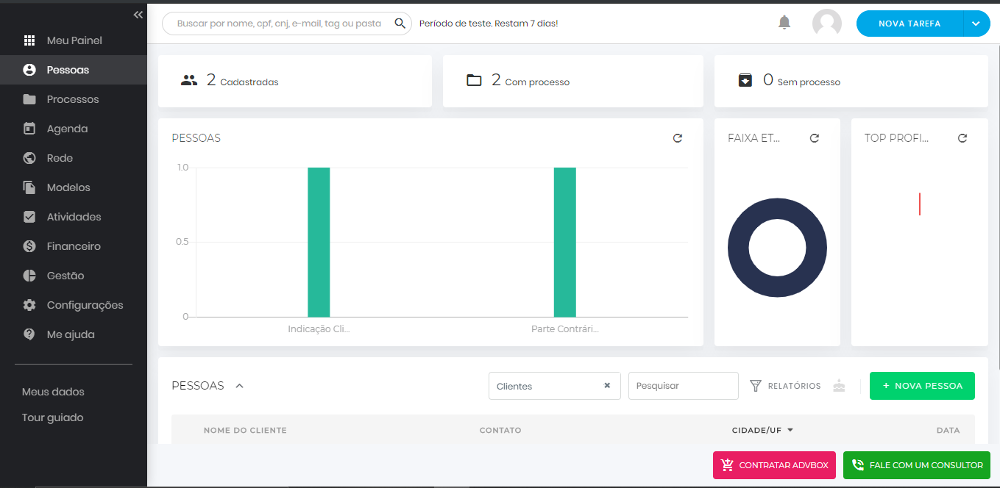 Meu Painel
Pessoas
Processos
Agenda
Rede
Modelos
Atividades
Financeiro
Gestão
Configurações
Me ajuda
Meus dados
Tour guiado
Buscar por nome, cpf, cnj, e-mail, tag ou pasta
Período de teste. Restam 7 dias!
NOVA TAREFA
2 Cadastradas
2 Com processo
0 Sem processo
PESSOAS
1.0
0.5
0
Indicação Cli...
Parte Contrári...
FAIXA ET...
TOP PROFI...
PESSOAS
Clientes ×
Pesquisar
RELATÓRIOS
+ NOVA PESSOA
NOME DO CLIENTE
CONTATO
CIDADE/UF
DATA
CONTRATAR ADVBOX
FALE COM UM CONSULTOR